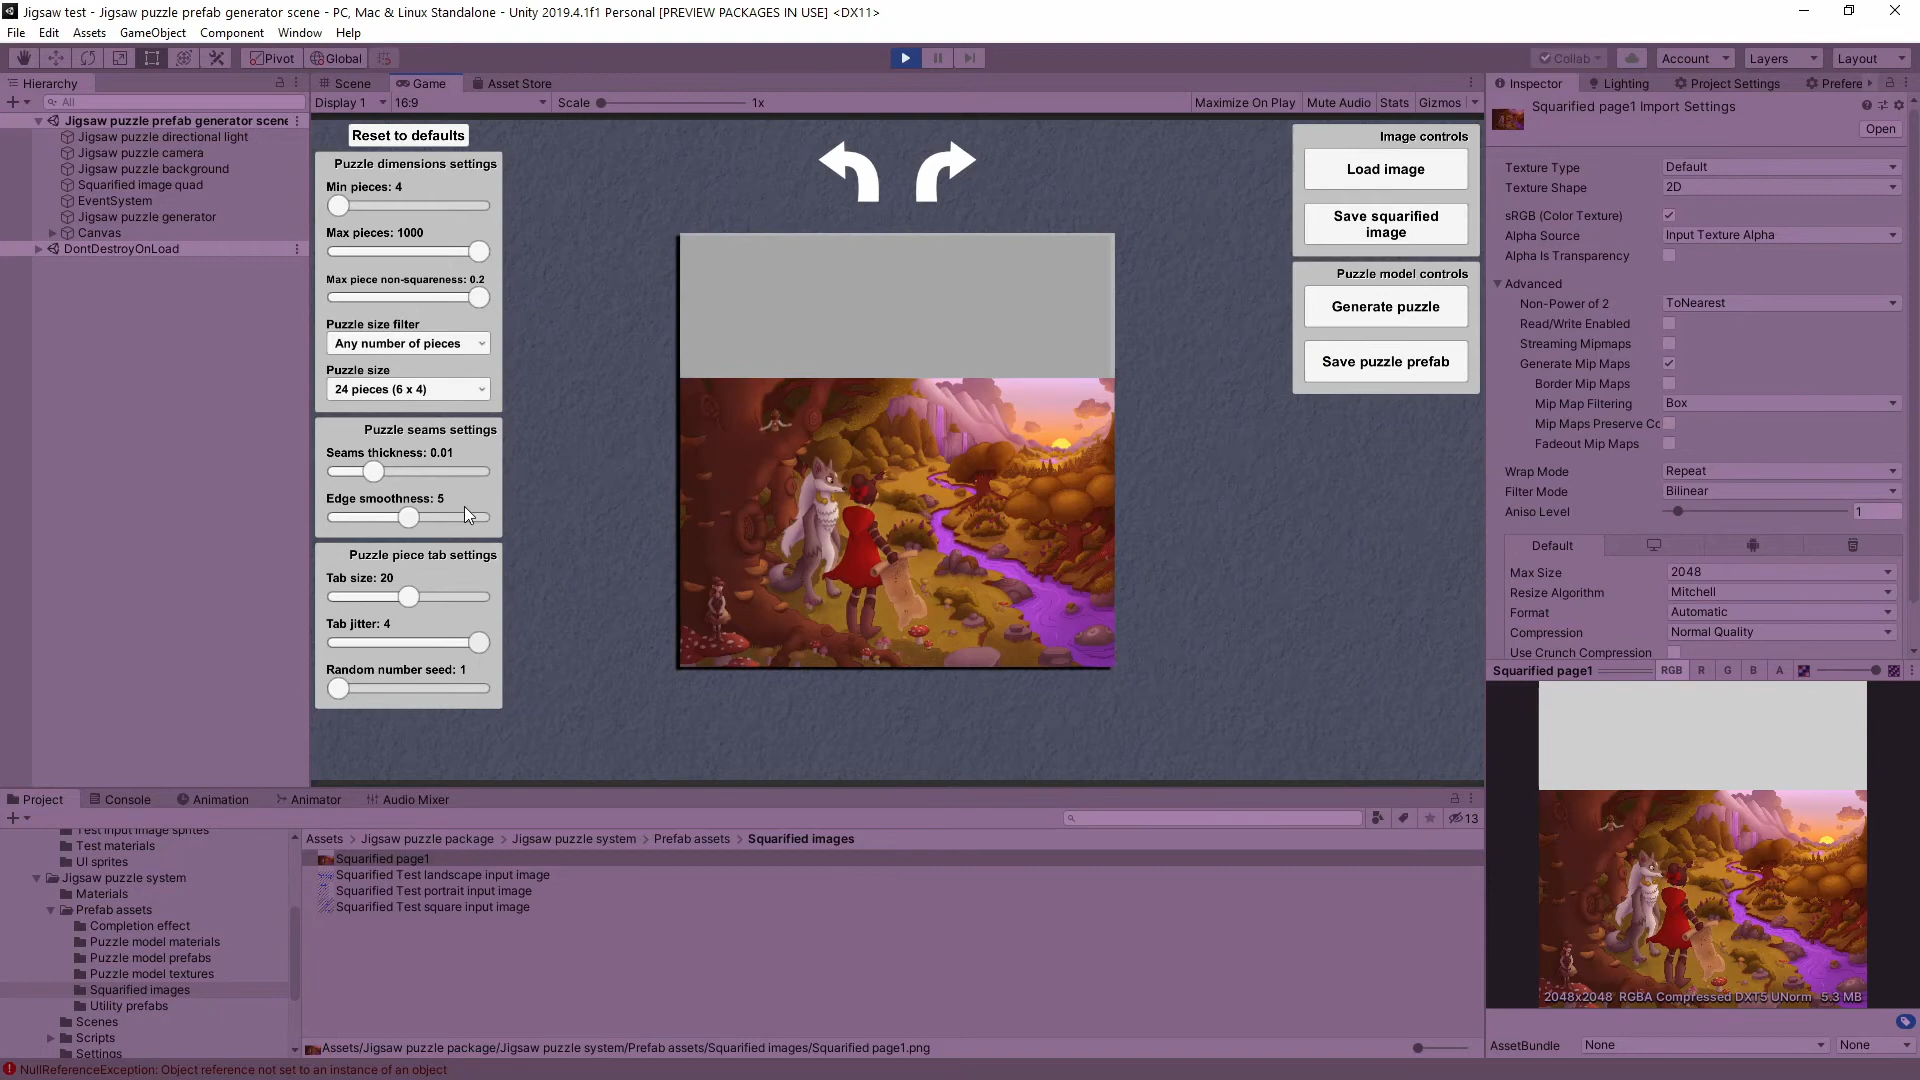 Jigsaw test - Jigsaw puzzle prefab generator scene - PC, Mac & Linux Standalone - Unity 2019.4.1f1 Personal [PREVIEW PACKAGES IN USE] <DX11>
File Edit Assets GameObject Component Window Help
Pivot Global Collab Account Layers Layout
Hierarchy
All
Jigsaw puzzle prefab generator scene
Jigsaw puzzle directional light
Jigsaw puzzle camera
Jigsaw puzzle background
Squarified image quad
EventSystem
Jigsaw puzzle generator
Canvas
DontDestroyOnLoad
Scene Game Asset Store
Display 1 16:9 Scale 1x Maximize On Play Mute Audio Stats Gizmos
Reset to defaults
Puzzle dimensions settings
Min pieces: 4
Max pieces: 1000
Max piece non-squareness: 0.2
Puzzle size filter
Any number of pieces
Puzzle size
24 pieces (6 x 4)
Puzzle seams settings
Seams thickness: 0.01
Edge smoothness: 5
Puzzle piece tab settings
Tab size: 20
Tab jitter: 4
Random number seed: 1
Image controls
Load image
Save squarified
image
Puzzle model controls
Generate puzzle
Save puzzle prefab
Inspector Lighting Project Settings Prefere
Squarified page1 Import Settings
Open
Texture Type Default
Texture Shape 2D
sRGB (Color Texture)
Alpha Source Input Texture Alpha
Alpha Is Transparency
Advanced
Non-Power of 2 ToNearest
Read/Write Enabled
Streaming Mipmaps
Generate Mip Maps
Border Mip Maps
Mip Map Filtering Box
Mip Maps Preserve Co
Fadeout Mip Maps
Wrap Mode Repeat
Filter Mode Bilinear
Aniso Level 1
Default
Max Size 2048
Resize Algorithm Mitchell
Format Automatic
Compression Normal Quality
Use Crunch Compression
Squarified page1 RGB R G B A
2048x2048 RGBA Compressed DXT5 UNorm 5.3 MB
AssetBundle None None
Project Console Animation Animator Audio Mixer
13
Test input image sprites
Test materials
UI sprites
Jigsaw puzzle system
Materials
Prefab assets
Completion effect
Puzzle model materials
Puzzle model prefabs
Puzzle model textures
Squarified images
Utility prefabs
Scenes
Scripts
Settings
Assets > Jigsaw puzzle package > Jigsaw puzzle system > Prefab assets > Squarified images
Squarified page1
Squarified Test landscape input image
Squarified Test portrait input image
Squarified Test square input image
Assets/Jigsaw puzzle package/Jigsaw puzzle system/Prefab assets/Squarified images/Squarified page1.png
NullReferenceException: Object reference not set to an instance of an object